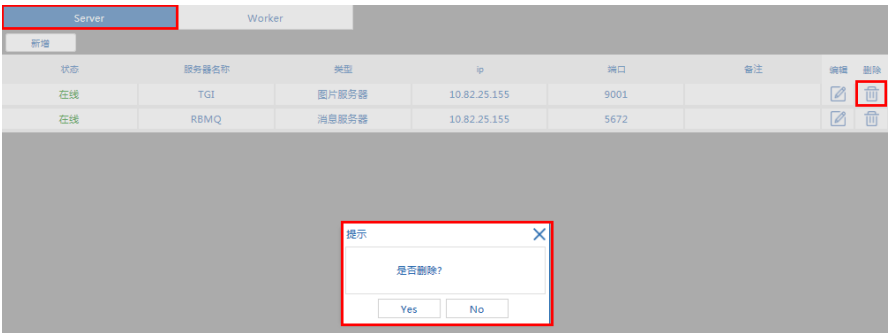 Server Worker
新增
状态 服务器名称 类型 ip 端口 备注 编辑 删除
在线 TGI 图片服务器 10.82.25.155 9001
在线 RBMQ 消息服务器 10.82.25.155 5672
提示
是否删除?
Yes No